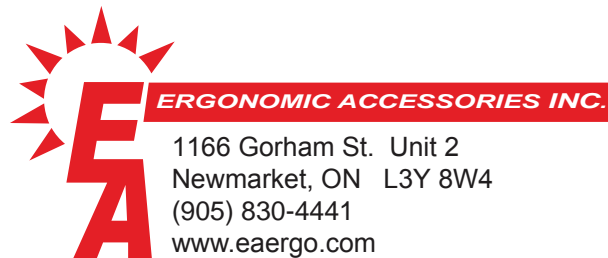 EA
ERGONOMIC ACCESSORIES INC.
1166 Gorham St. Unit 2
Newmarket, ON L3Y 8W4
(905) 830-4441
www.eaergo.com